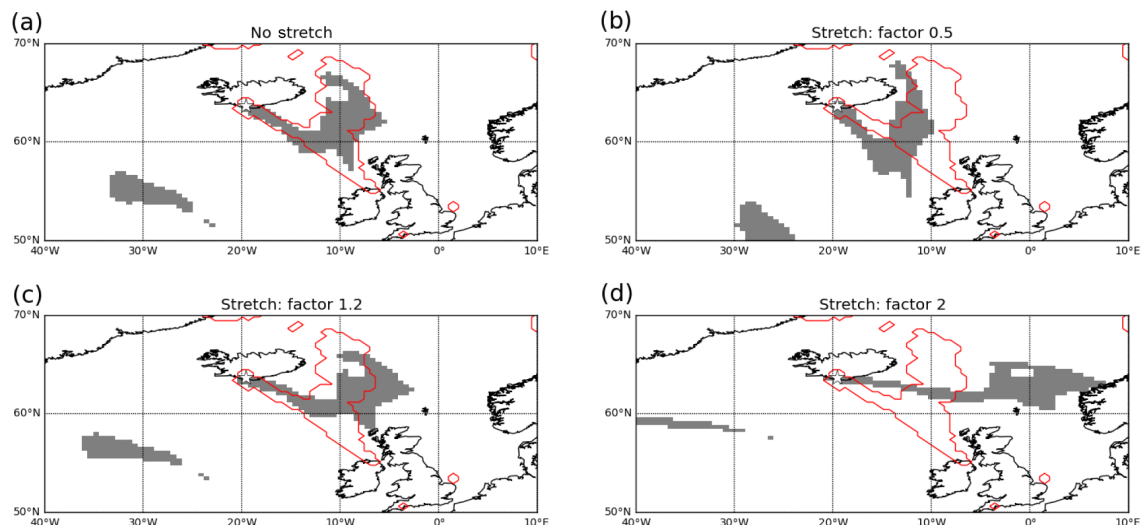 (a)
No stretch
70°N
60°N
50°N
40°W 30°W 20°W 10°W 0° 10°E
(b)
Stretch: factor 0.5
70°N
60°N
50°N
40°W 30°W 20°W 10°W 0° 10°E
(c)
Stretch: factor 1.2
70°N
60°N
50°N
40°W 30°W 20°W 10°W 0° 10°E
(d)
Stretch: factor 2
70°N
60°N
50°N
40°W 30°W 20°W 10°W 0° 10°E